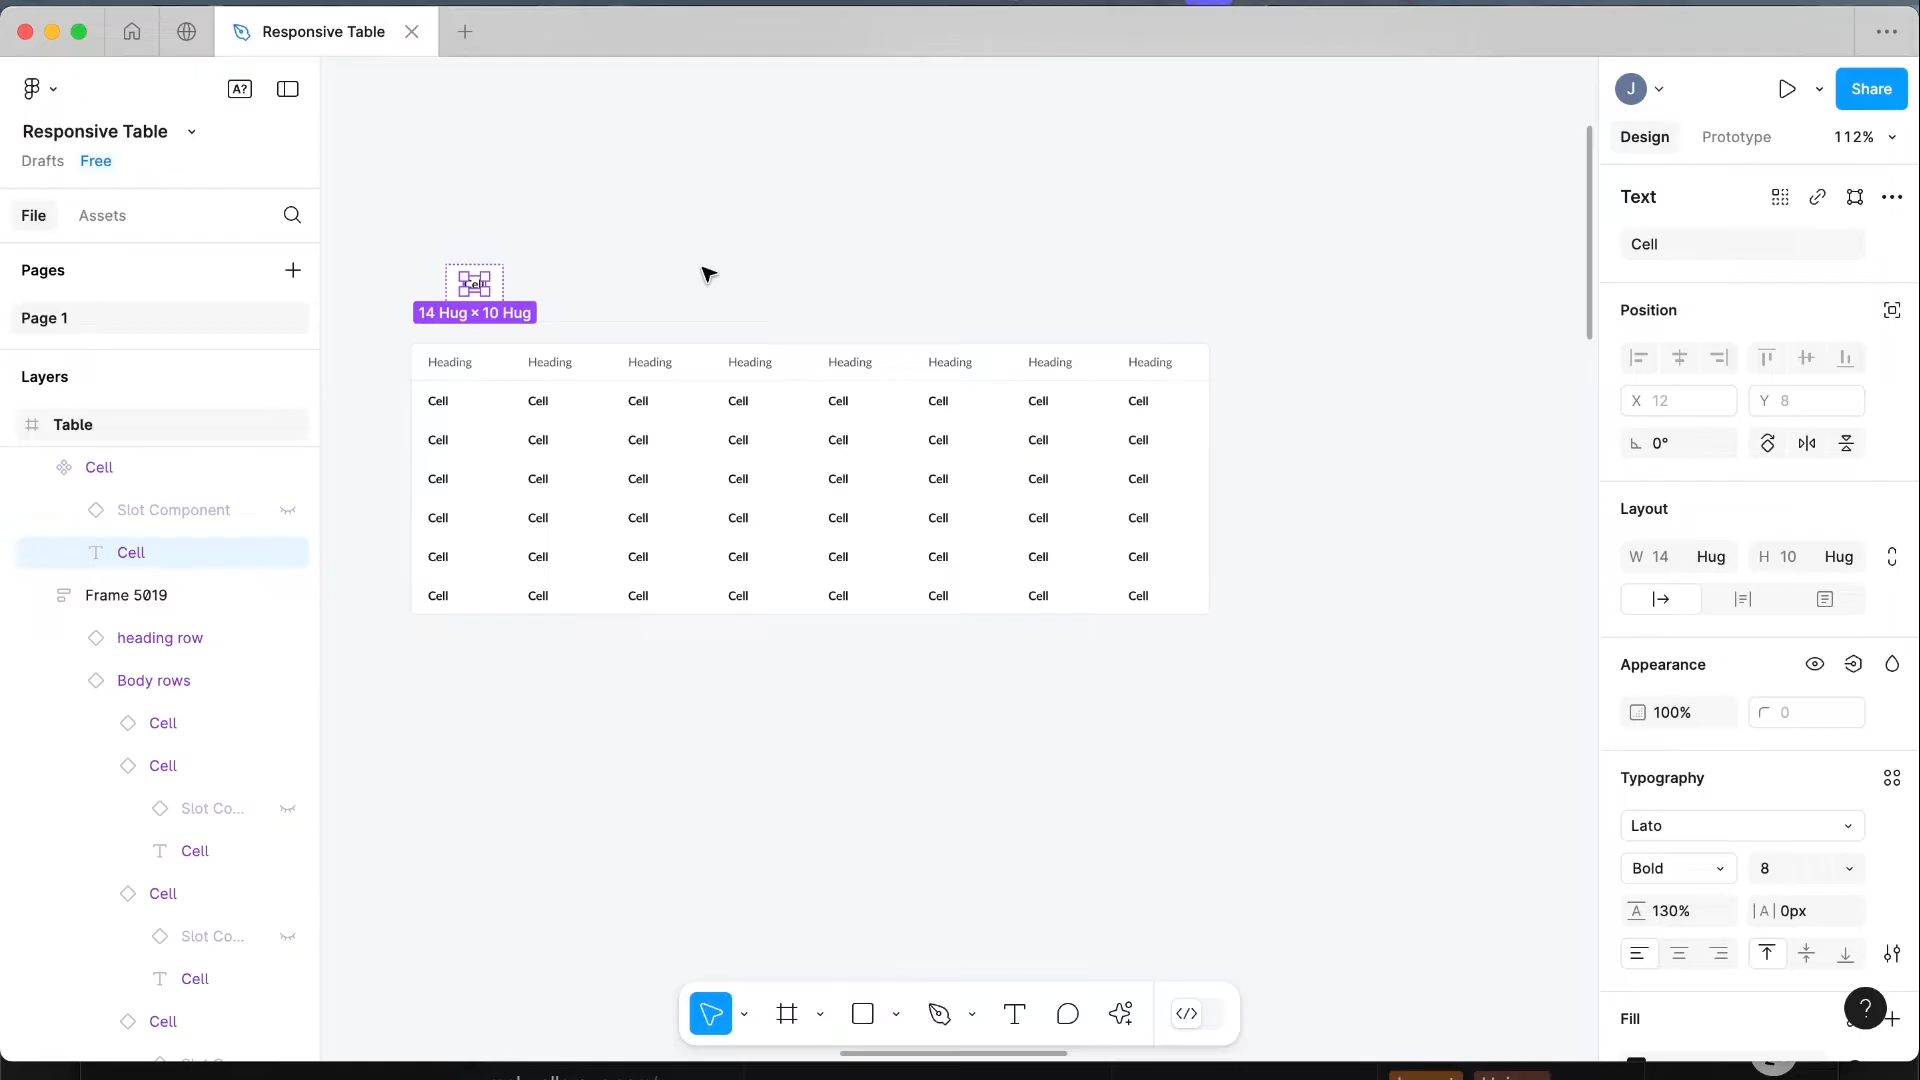 Responsive Table
A?
Responsive Table
Drafts Free
File Assets
Pages
Page 1
Layers
Table
Cell
Slot Component
Cell
Frame 5019
heading row
Body rows
Cell
Cell
Slot Co...
Cell
Cell
Slot Co...
Cell
Cell
Cell
14 Hug × 10 Hug
Heading Heading Heading Heading Heading Heading Heading Heading
Cell Cell Cell Cell Cell Cell Cell Cell
Cell Cell Cell Cell Cell Cell Cell Cell
Cell Cell Cell Cell Cell Cell Cell Cell
Cell Cell Cell Cell Cell Cell Cell Cell
Cell Cell Cell Cell Cell Cell Cell Cell
Cell Cell Cell Cell Cell Cell Cell Cell
J Share
Design Prototype 112%
Text
Cell
Position
X 12 Y 8
0°
Layout
W 14 Hug H 10 Hug
Appearance
100% 0
Typography
Lato
Bold 8
A 130% |A| 0px
Fill
?